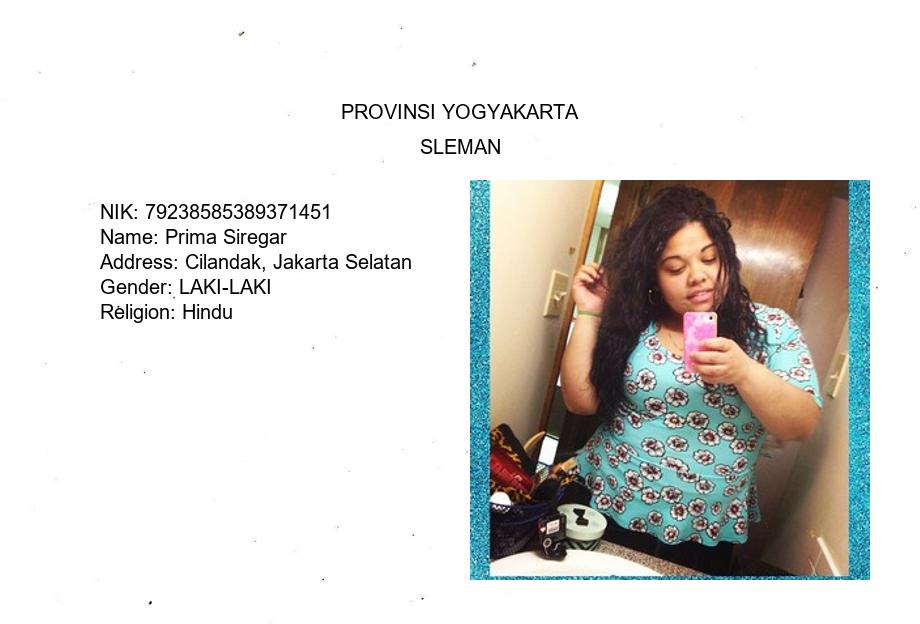 PROVINSI YOGYAKARTA
SLEMAN
NIK: 79238585389371451
Name: Prima Siregar
Address: Cilandak, Jakarta Selatan
Gender: LAKI-LAKI
Religion: Hindu